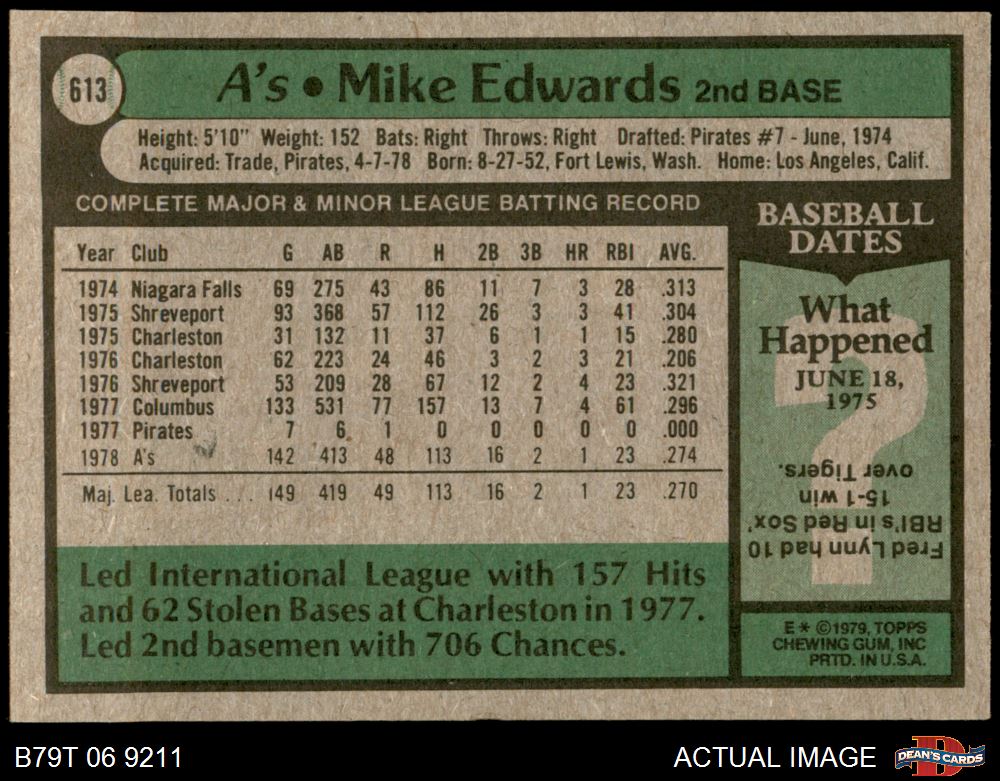 613
A's • Mike Edwards 2nd BASE
Height: 5'10" Weight: 152 Bats: Right Throws: Right Drafted: Pirates #7 - June, 1974
Acquired: Trade, Pirates, 4-7-78 Born: 8-27-52, Fort Lewis, Wash. Home: Los Angeles, Calif.
COMPLETE MAJOR & MINOR LEAGUE BATTING RECORD
Year Club G AB R H 2B 3B HR RBI AVG.
1974 Niagara Falls 69 275 43 86 11 7 3 28 .313
1975 Shreveport 93 368 57 112 26 3 3 41 .304
1975 Charleston 31 132 11 37 6 1 1 15 .280
1976 Charleston 62 223 24 46 3 2 3 21 .206
1976 Shreveport 53 209 28 67 12 2 4 23 .321
1977 Columbus 133 531 77 157 13 7 4 61 .296
1977 Pirates 7 6 1 0 0 0 0 0 .000
1978 A's 142 413 48 113 16 2 1 23 .274
Maj. Lea. Totals . . . 149 419 49 113 16 2 1 23 .270
Led International League with 157 Hits
and 62 Stolen Bases at Charleston in 1977.
Led 2nd basemen with 706 Chances.
BASEBALL
DATES
What
Happened
JUNE 18,
1975
?
Fred Lynn had 10
RBI's in Red Sox'
15-1 win
over Tigers.
E * ©1979, TOPPS
CHEWING GUM, INC
PRTD. IN U.S.A.
B79T 06 9211
ACTUAL IMAGE
D
DEAN'S CARDS